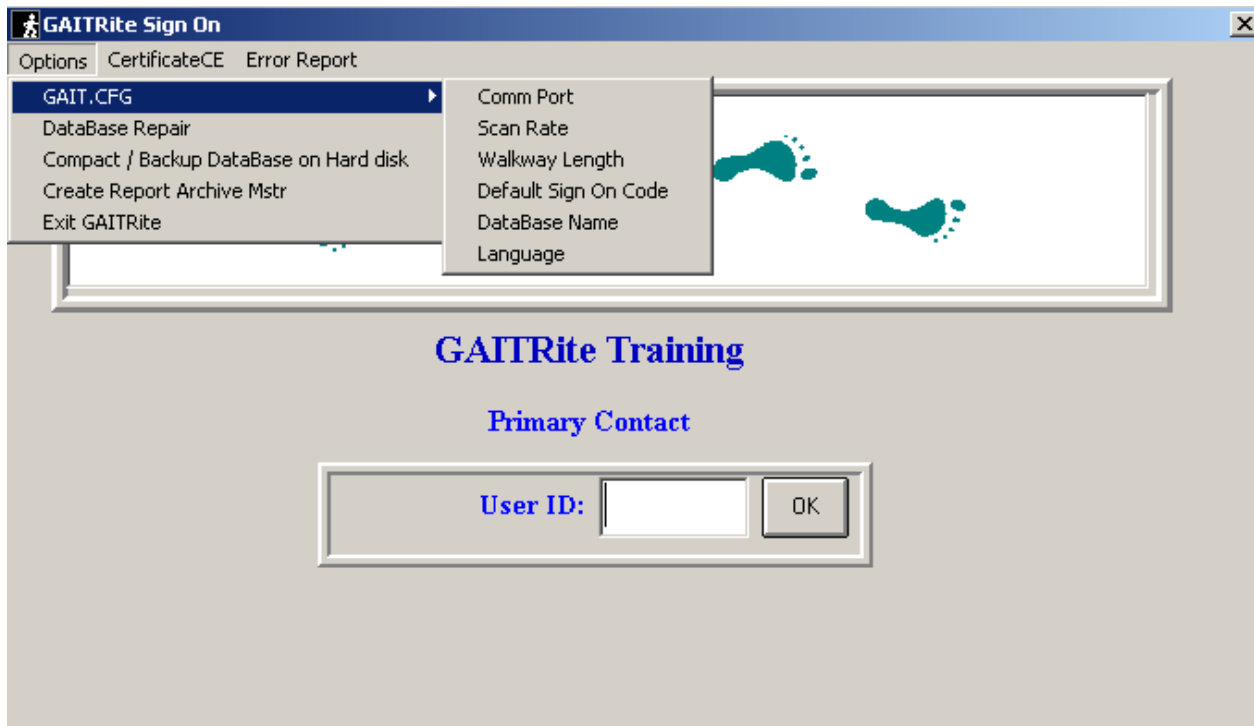 GAITRite Sign On
Options CertificateCE Error Report
GAIT.CFG
DataBase Repair
Compact / Backup DataBase on Hard disk
Create Report Archive Mstr
Exit GAITRite
Comm Port
Scan Rate
Walkway Length
Default Sign On Code
DataBase Name
Language
GAITRite Training
Primary Contact
User ID: OK